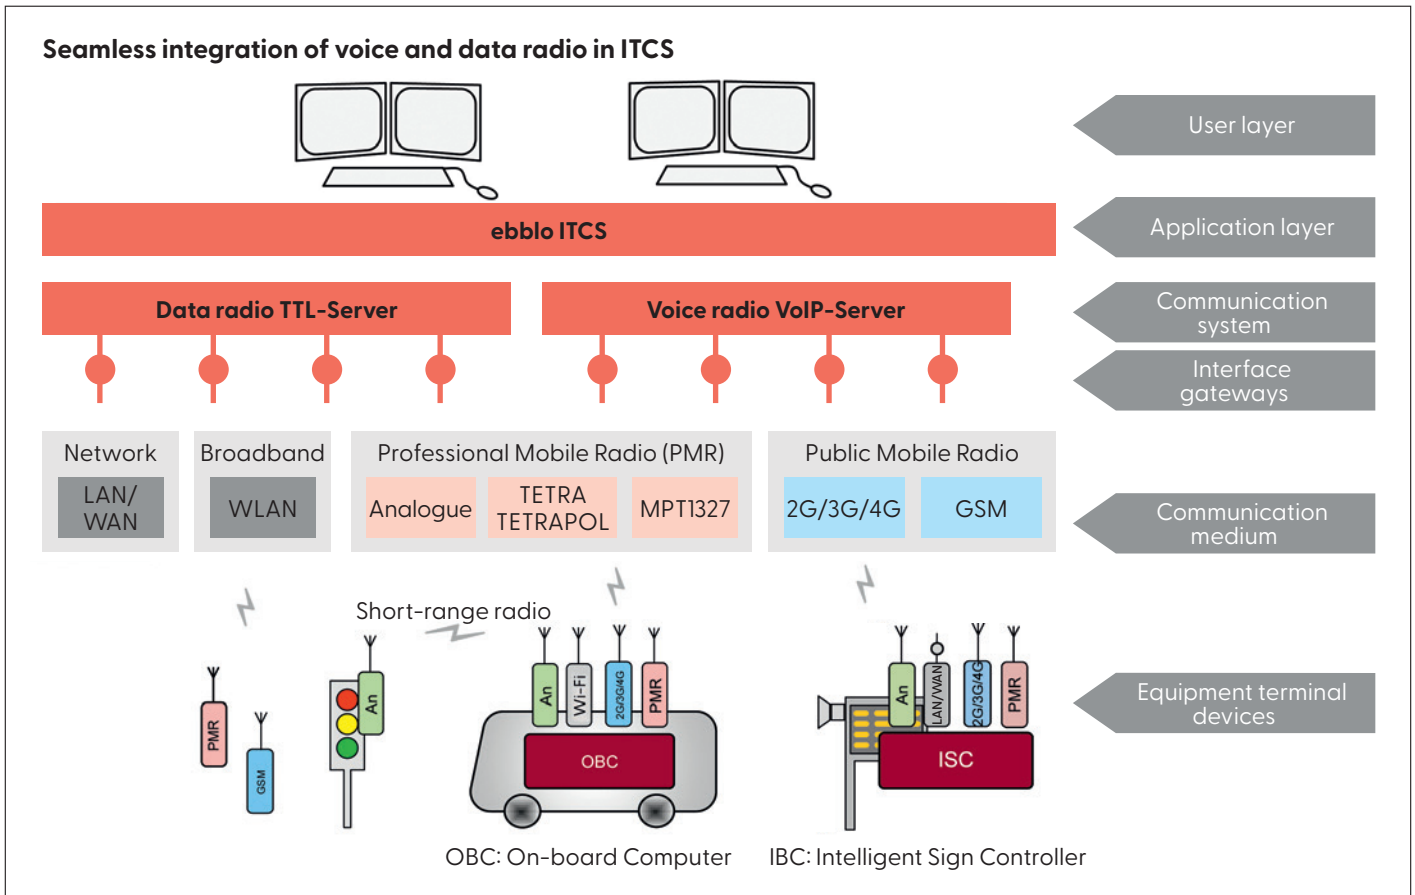 Seamless integration of voice and data radio in ITCS
User layer
ebblo ITCS
Application layer
Data radio TTL-Server
Voice radio VoIP-Server
Communication
system
Interface
gateways
Network
Broadband
Professional Mobile Radio (PMR)
Public Mobile Radio
LAN/
WAN
WLAN
Analogue
TETRA
TETRAPOL
MPT1327
2G/3G/4G
GSM
Communication
medium
Short-range radio
PMR
GSM
An
An
Wi-Fi
2G/3G/4G
PMR
OBC
An
LAN/WAN
2G/3G/4G
PMR
ISC
Equipment terminal
devices
OBC: On-board Computer
IBC: Intelligent Sign Controller